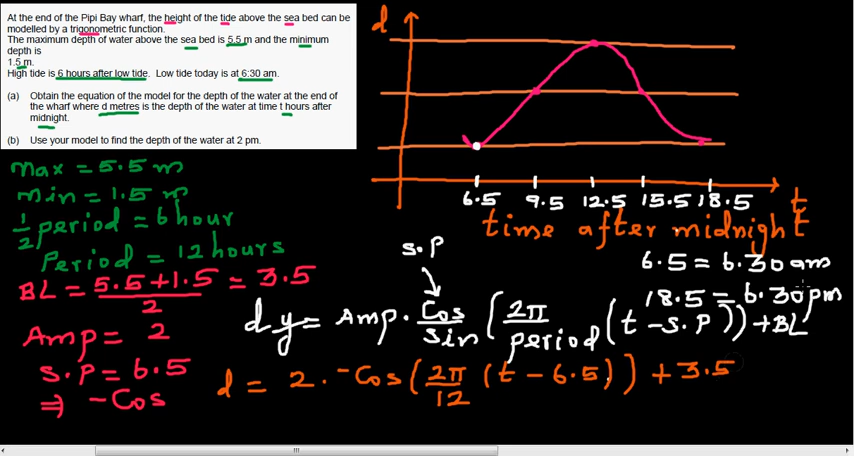 At the end of the Pipi Bay wharf, the height of the tide above the sea bed can be
modelled by a trigonometric function.
The maximum depth of water above the sea bed is 5.5 m and the minimum
depth is
1.5 m.
High tide is 6 hours after low tide. Low tide today is at 6:30 am.
(a) Obtain the equation of the model for the depth of the water at the end of
the wharf where d metres is the depth of the water at time t hours after
midnight.
(b) Use your model to find the depth of the water at 2 pm.
d
6.5 9.5 12.5 15.5 18.5 t
time after midnight
6.5 = 6.30 am
18.5 = 6.30 pm
max = 5.5 m
min = 1.5 m
1/2 period = 6 hour
Period = 12 hours
BL = (5.5+1.5)/2 = 3.5
Amp = 2
S.P = 6.5
⇒ -Cos
S.P
d y = Amp. Cos/Sin (2π/period (t - S.P)) + BL
d = 2. -Cos (2π/12 (t - 6.5)) + 3.5